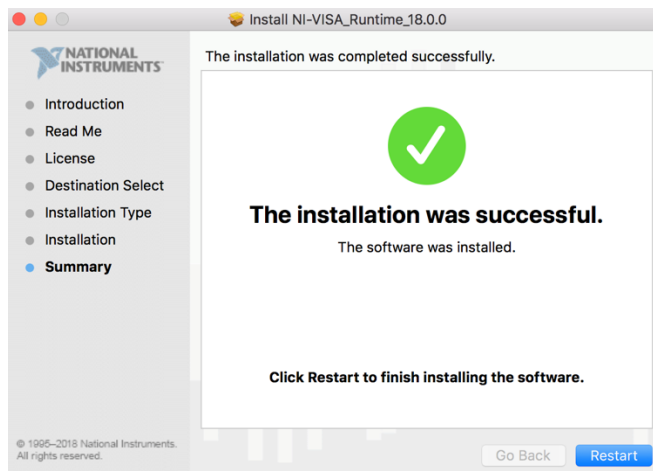 Install NI-VISA_Runtime_18.0.0
NATIONAL
INSTRUMENTS™
The installation was completed successfully.
Introduction
Read Me
License
Destination Select
Installation Type
Installation
Summary
The installation was successful.
The software was installed.
Click Restart to finish installing the software.
© 1995–2018 National Instruments.
All rights reserved.
Go Back
Restart